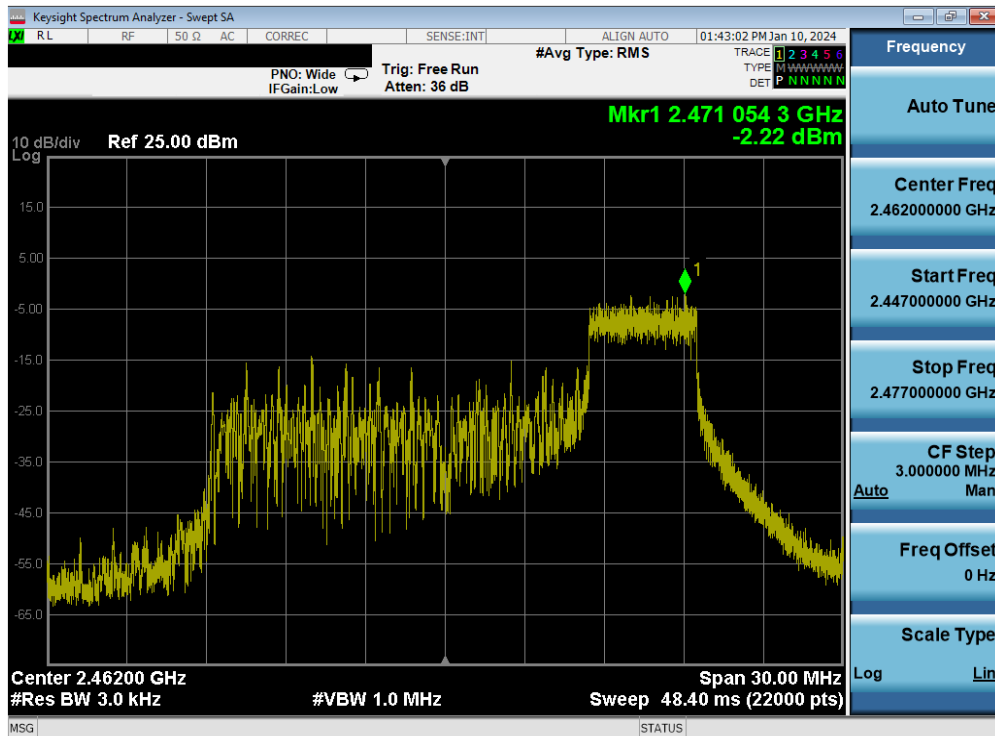 Keysight Spectrum Analyzer - Swept SA
LXI RL RF 50 Ω AC CORREC SENSE:INT ALIGN AUTO 01:43:02 PM Jan 10, 2024
PNO: Wide
IFGain:Low
Trig: Free Run
Atten: 36 dB
#Avg Type: RMS
TRACE 1 2 3 4 5 6
TYPE M W W W W W
DET P N N N N N
Mkr1 2.471 054 3 GHz
-2.22 dBm
10 dB/div Ref 25.00 dBm
Log
15.0
5.00
-5.00
-15.0
-25.0
-35.0
-45.0
-55.0
-65.0
1
Center 2.46200 GHz Span 30.00 MHz
#Res BW 3.0 kHz #VBW 1.0 MHz Sweep 48.40 ms (22000 pts)
MSG STATUS
Frequency
Auto Tune
Center Freq
2.462000000 GHz
Start Freq
2.447000000 GHz
Stop Freq
2.477000000 GHz
CF Step
3.000000 MHz
Auto Man
Freq Offset
0 Hz
Scale Type
Log Lin